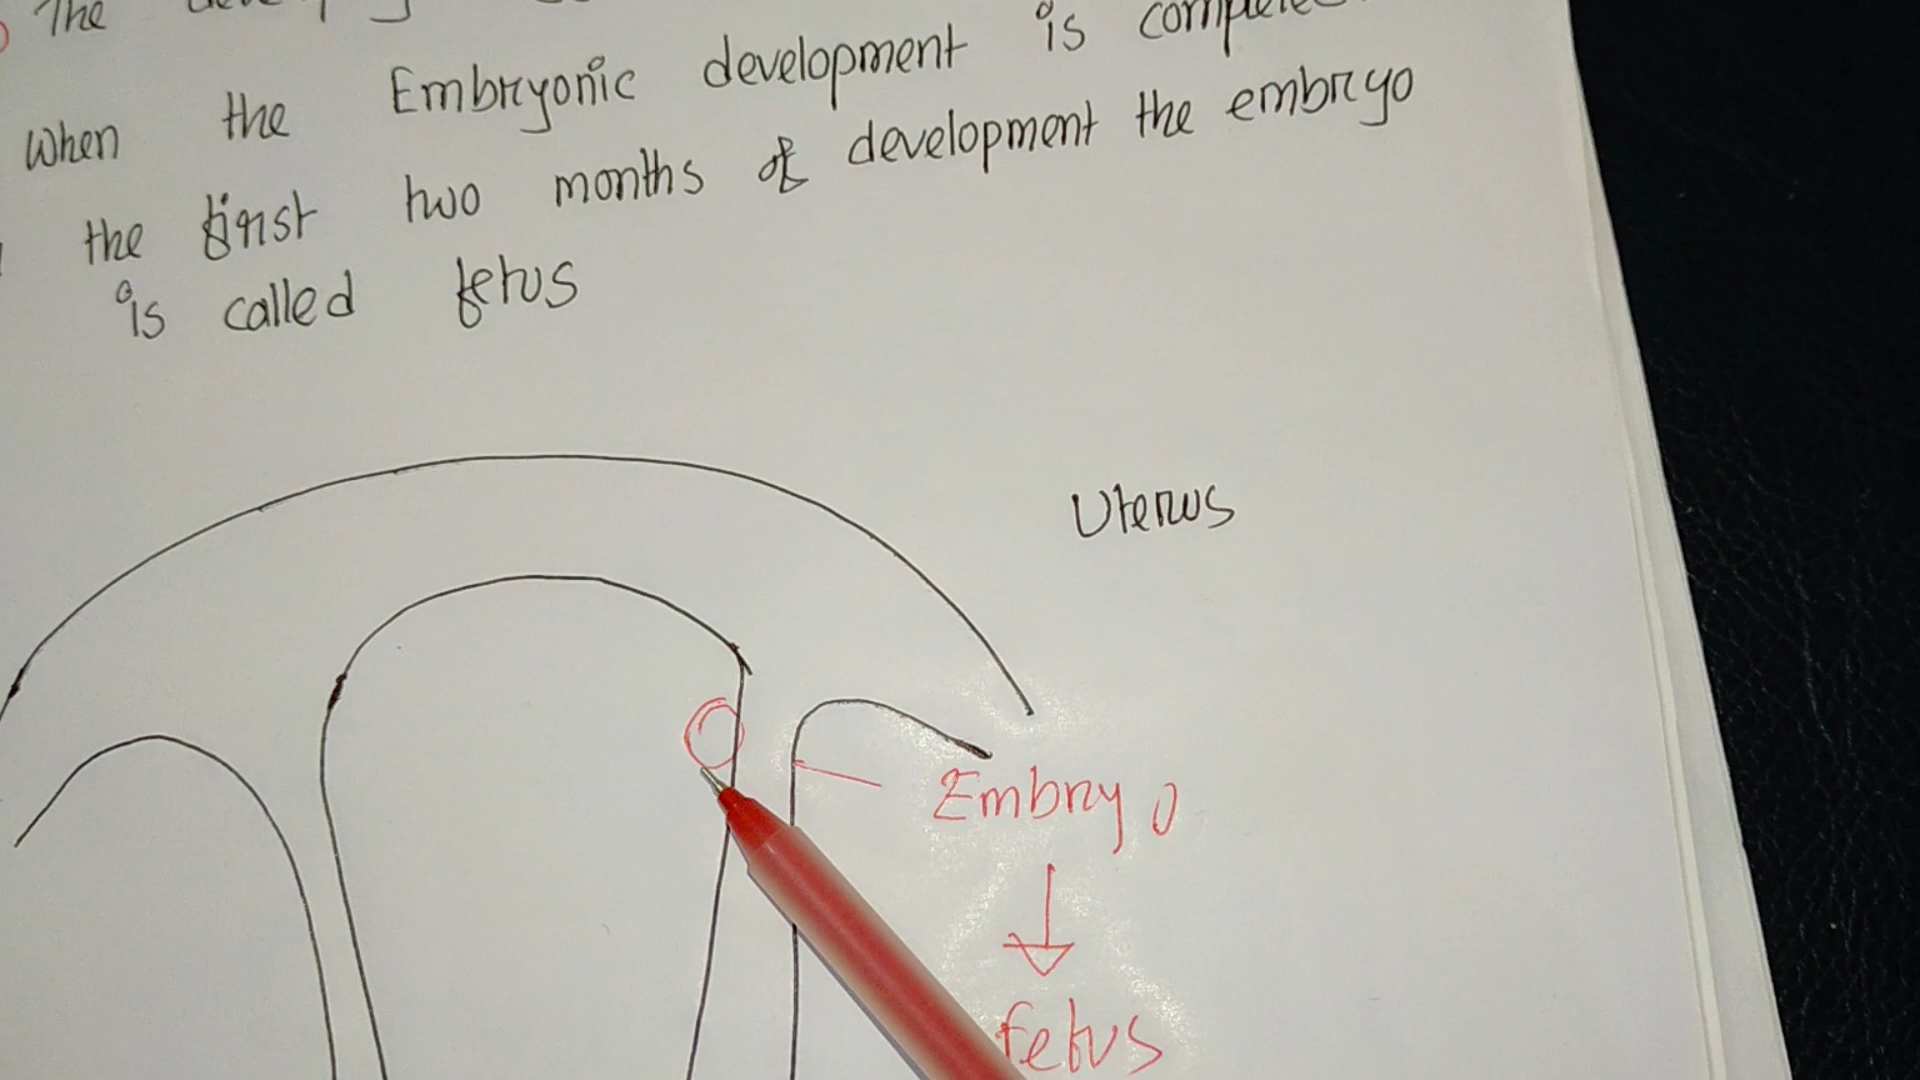 The
When the Embryonic development is
the first two months of development the embryo
is called fetus
Uterus
Embryo
fetus